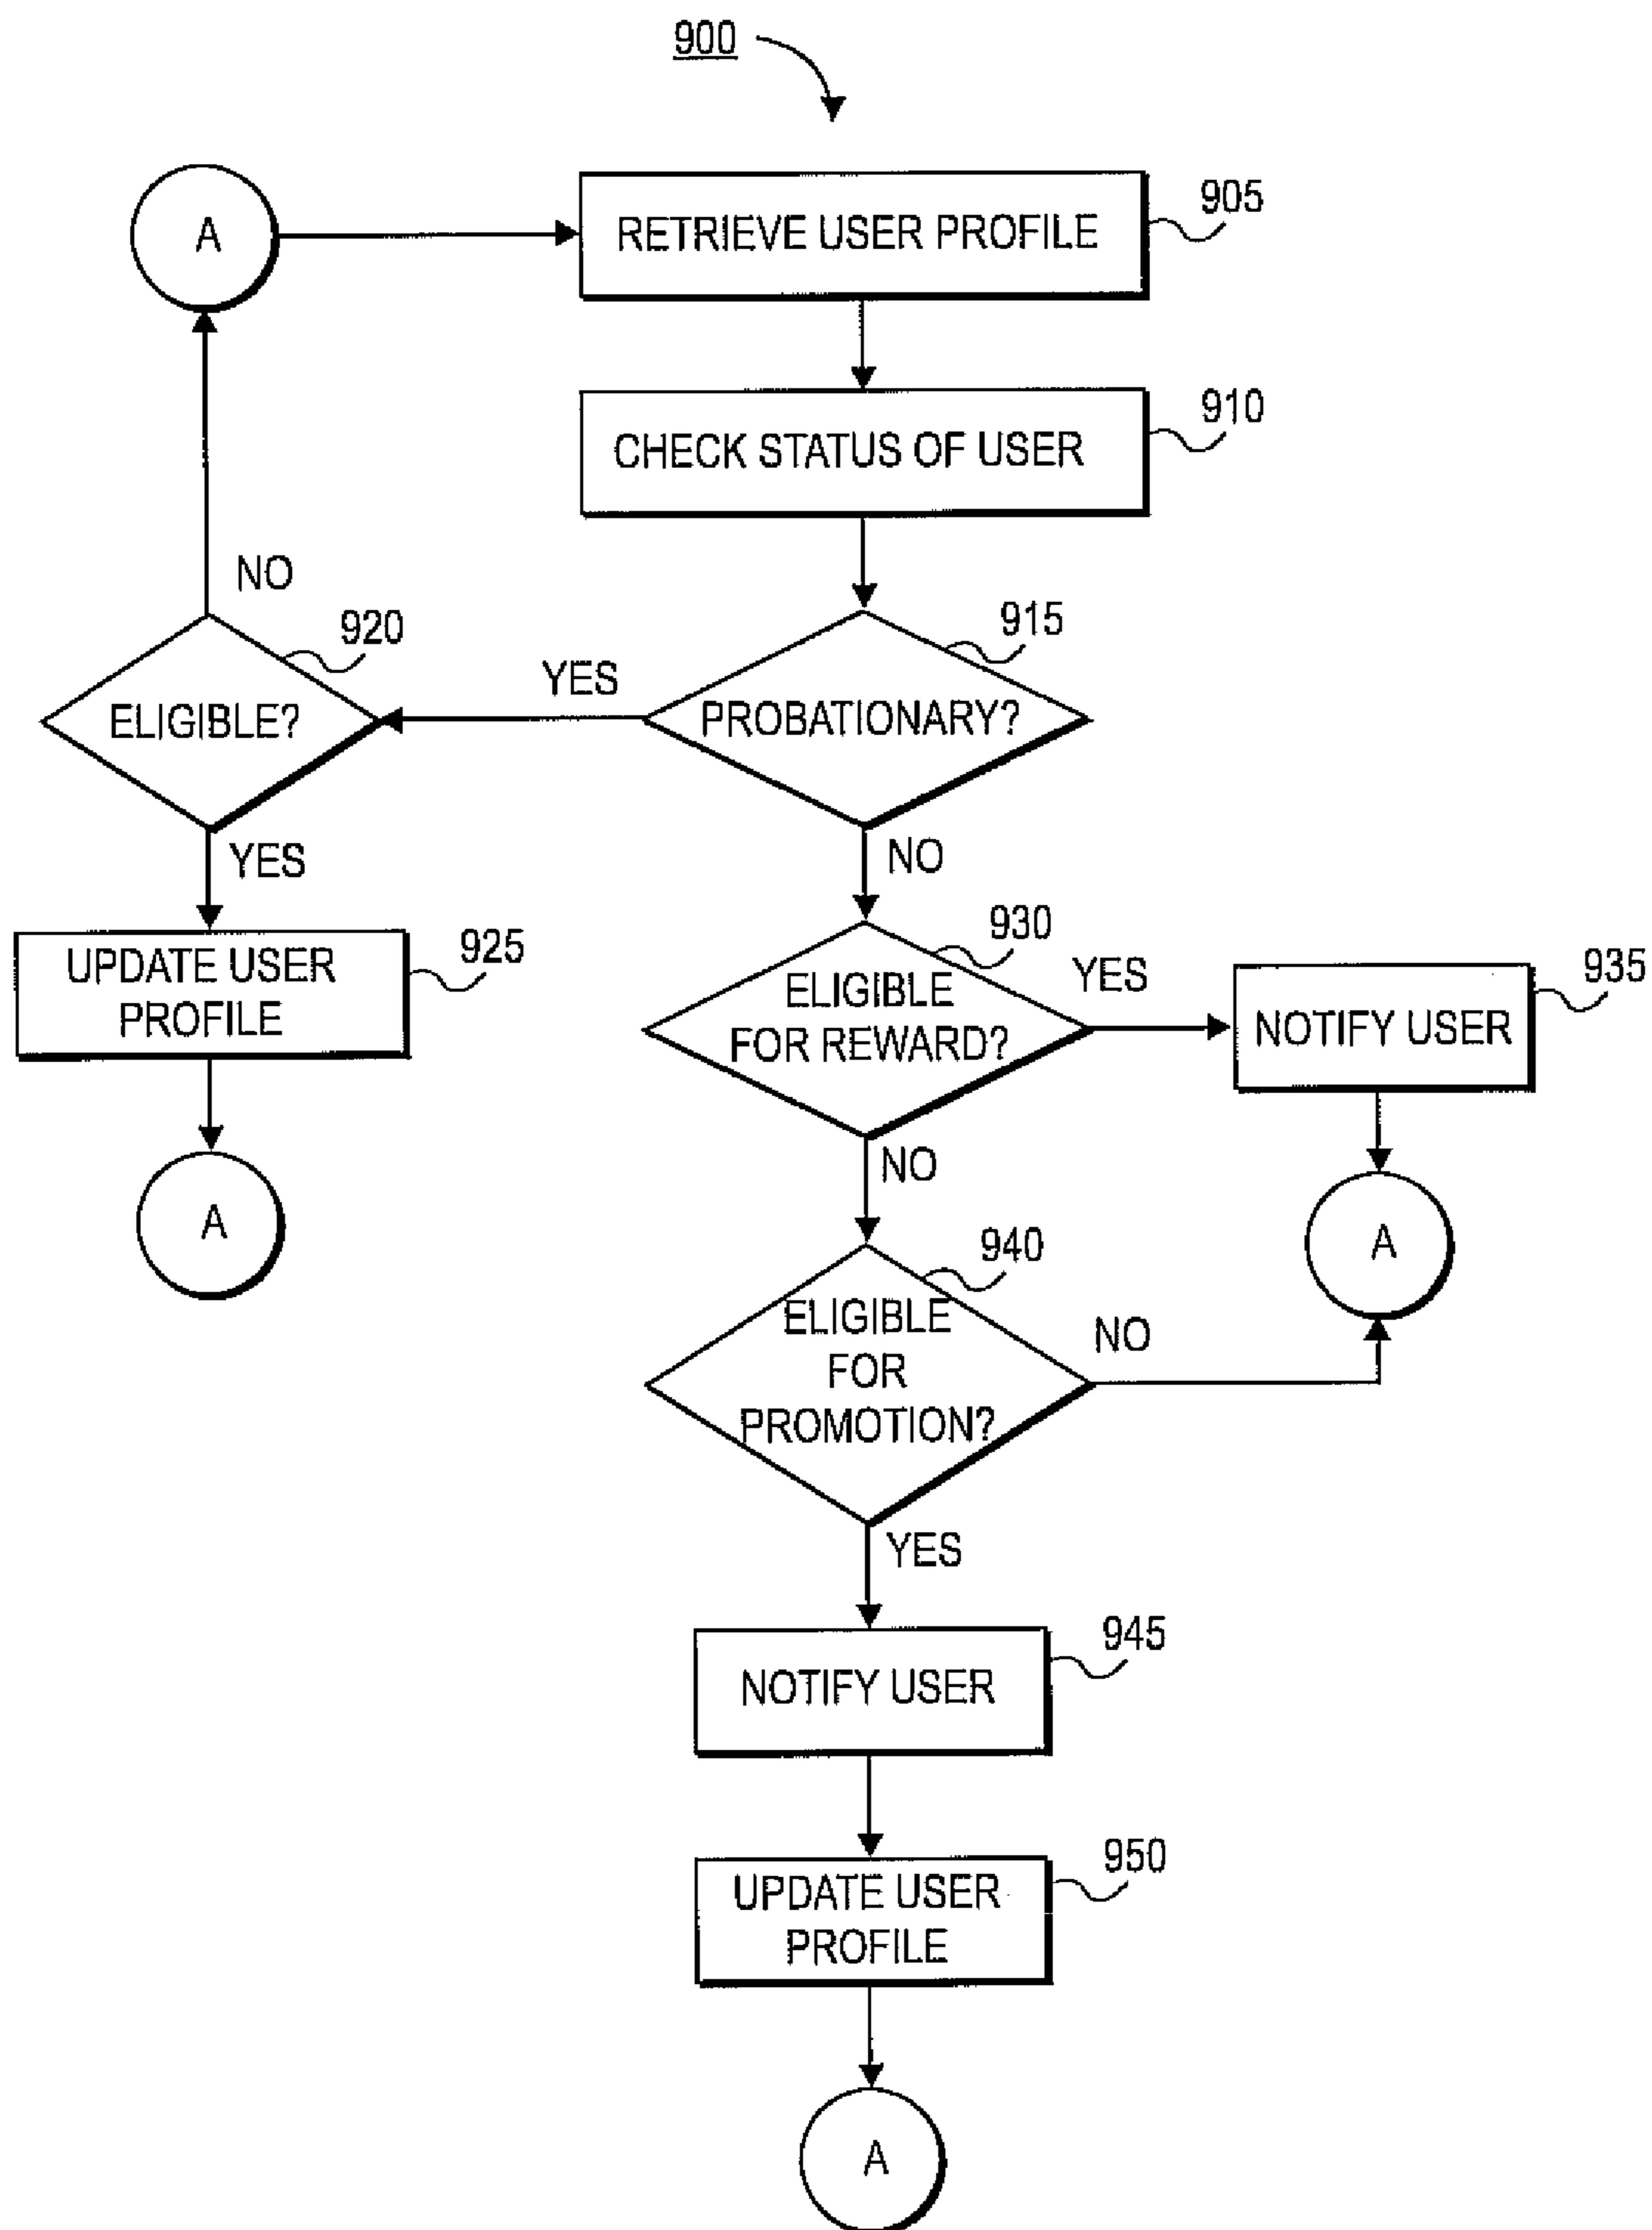 900
A
RETRIEVE USER PROFILE
905
CHECK STATUS OF USER
910
NO
920
ELIGIBLE?
YES
915
PROBATIONARY?
YES
NO
UPDATE USER
PROFILE
925
930
ELIGIBLE
FOR REWARD?
YES
935
NOTIFY USER
A
NO
A
940
ELIGIBLE
FOR
PROMOTION?
NO
YES
945
NOTIFY USER
950
UPDATE USER
PROFILE
A